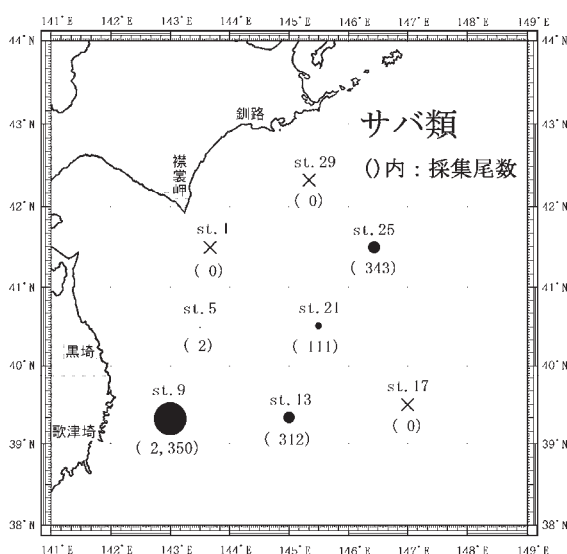 141°E 142°E 143°E 144°E 145°E 146°E 147°E 148°E 149°E
44°N 44°N
釧路
43°N 43°N
サバ類
()内：採集尾数
襟裳岬
st.29
( 0)
42°N 42°N
st.1
( 0)
st.25
( 343)
41°N 41°N
st.5
( 2)
st.21
( 111)
黒埼
40°N 40°N
st.9
( 2,350)
st.13
( 312)
st.17
( 0)
歌津埼
39°N 39°N
38°N 38°N
141°E 142°E 143°E 144°E 145°E 146°E 147°E 148°E 149°E